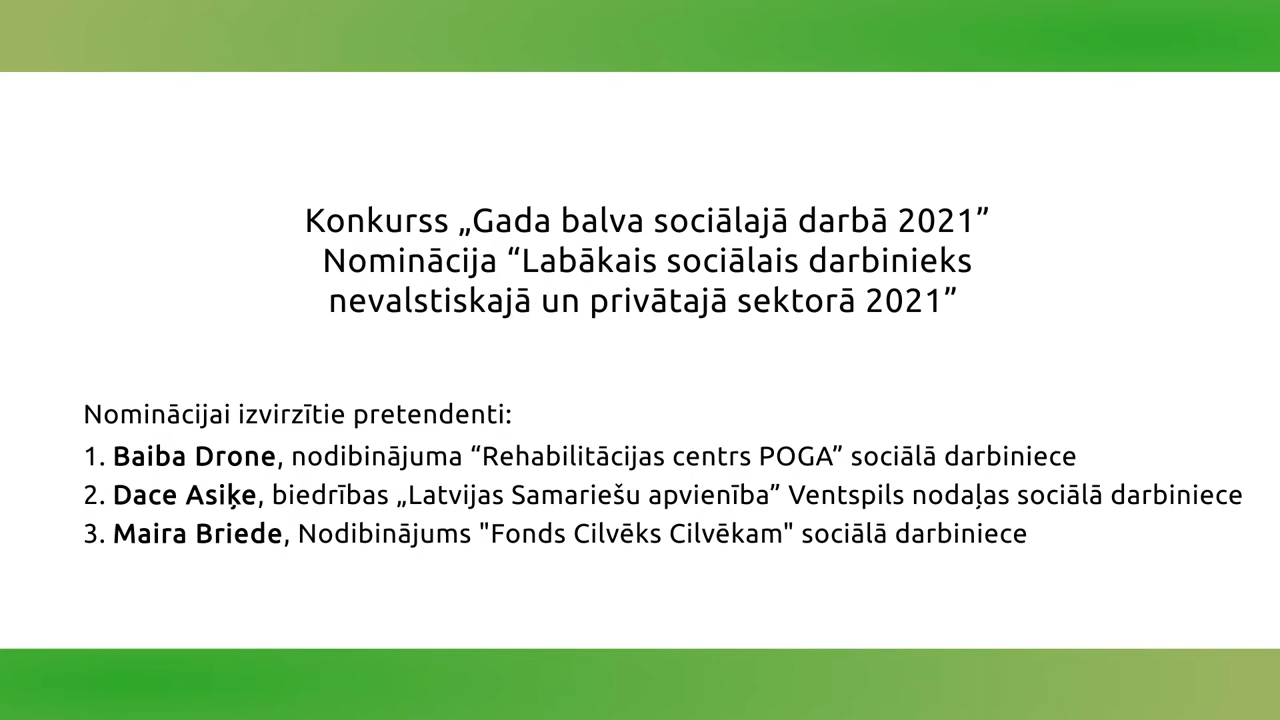 Konkurss „Gada balva sociālajā darbā 2021”
Nominācija “Labākais sociālais darbinieks
nevalstiskajā un privātajā sektorā 2021”
Nominācijai izvirzītie pretendenti:
1. Baiba Drone, nodibinājuma “Rehabilitācijas centrs POGA” sociālā darbiniece
2. Dace Asiķe, biedrības „Latvijas Samariešu apvienība” Ventspils nodaļas sociālā darbiniece
3. Maira Briede, Nodibinājums "Fonds Cilvēks Cilvēkam" sociālā darbiniece